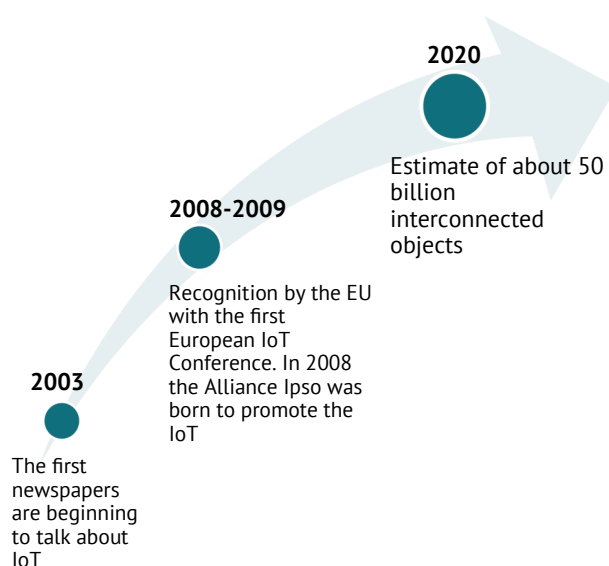 2020
Estimate of about 50
billion
interconnected
objects
2008-2009
Recognition by the EU
with the first
European IoT
Conference. In 2008
the Alliance Ipso was
born to promote the
IoT
2003
The first
newspapers
are beginning
to talk about
IoT